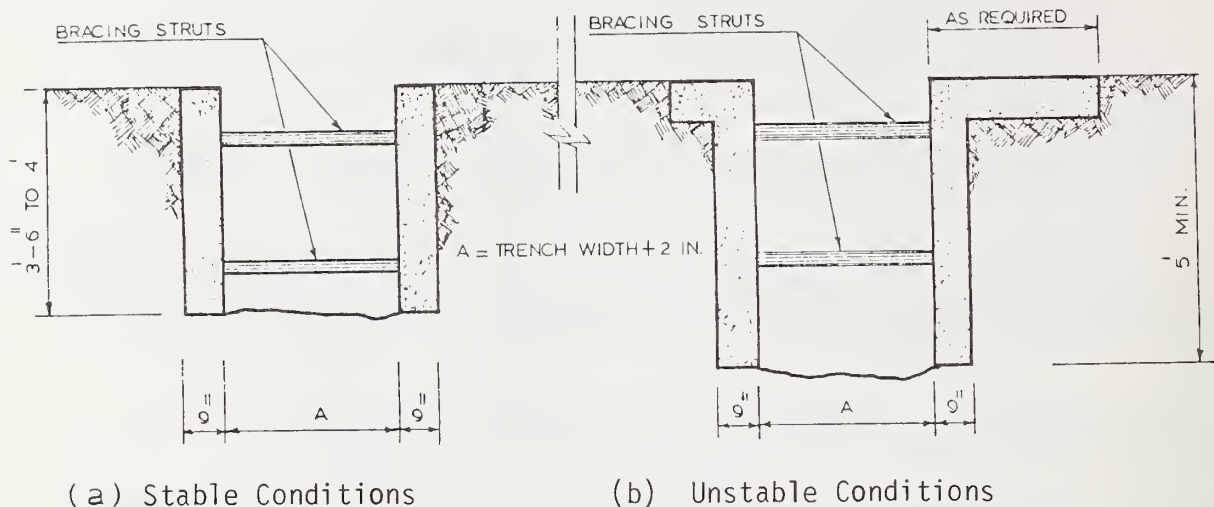 BRACING STRUTS
BRACING STRUTS
AS REQUIRED
3'-6" TO 4'
A = TRENCH WIDTH + 2 IN.
5' MIN.
9"
A
9"
9"
A
9"
(a) Stable Conditions
(b) Unstable Conditions